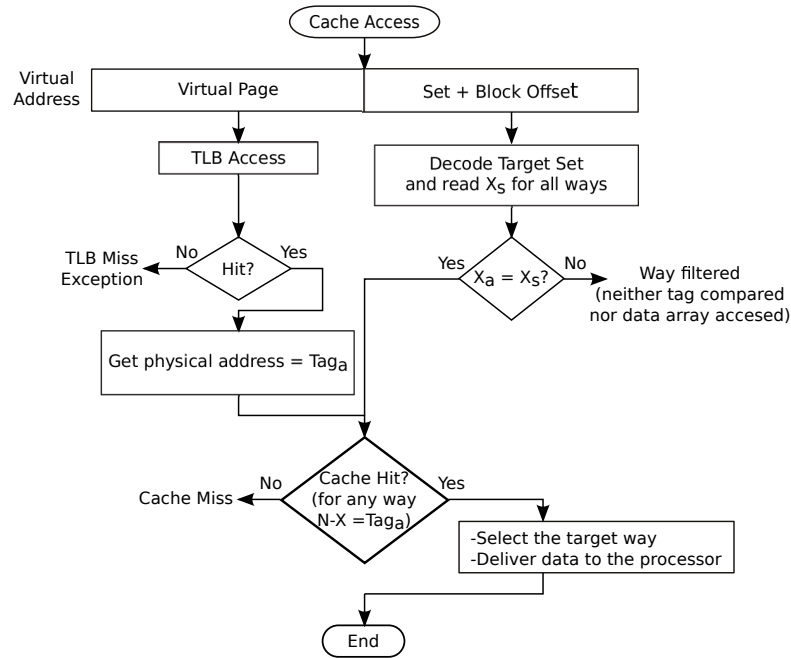 Cache Access
Virtual
Address
Virtual Page
Set + Block Offset
TLB Access
Decode Target Set
and read Xs for all ways
TLB Miss
Exception
No
Hit?
Yes
Yes
Xa = Xs?
No
Way filtered
(neither tag compared
nor data array accesed)
Get physical address = Taga
Cache Miss
No
Cache Hit?
(for any way
N-X =Taga)
Yes
-Select the target way
-Deliver data to the processor
End